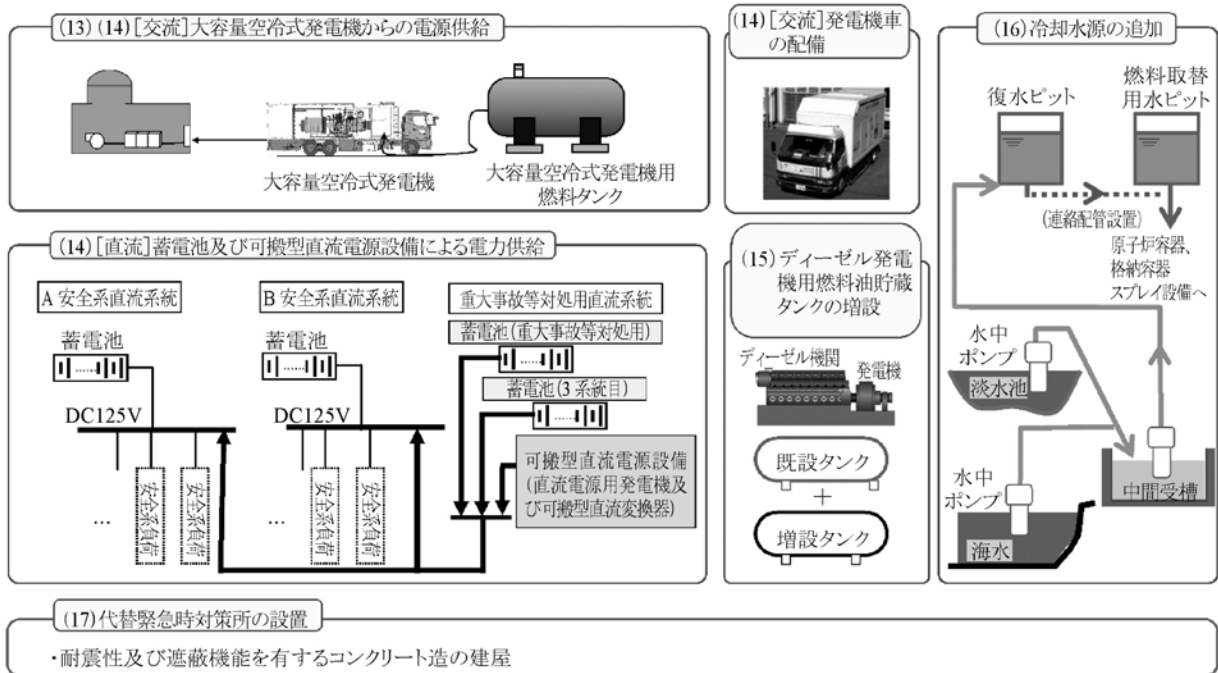 (13) (14) [交流] 大容量空冷式発電機からの電源供給
大容量空冷式発電機
大容量空冷式発電機用
燃料タンク
(14) [交流] 発電機車
の配備
(16) 冷却水源の追加
復水ピット
燃料取替
用水ピット
(連絡配管設置)
原子炉容器、
格納容器
スプレイ設備へ
水中
ポンプ
淡水池
水中
ポンプ
海水
中間受槽
(14) [直流] 蓄電池及び可搬型直流電源設備による電力供給
A 安全系直流系統
蓄電池
DC125V
安全系負荷
安全系負荷
…
B 安全系直流系統
蓄電池
DC125V
安全系負荷
安全系負荷
…
重大事故等対処用直流系統
蓄電池 (重大事故等対処用)
蓄電池 (3 系統目)
可搬型直流電源設備
(直流電源用発電機及
び可搬型直流変換器)
(15) ディーゼル発電
機用燃料油貯蔵
タンクの増設
ディーゼル機関
発電機
既設タンク
+
増設タンク
(17) 代替緊急時対策所の設置
・耐震性及び遮蔽機能を有するコンクリート造の建屋